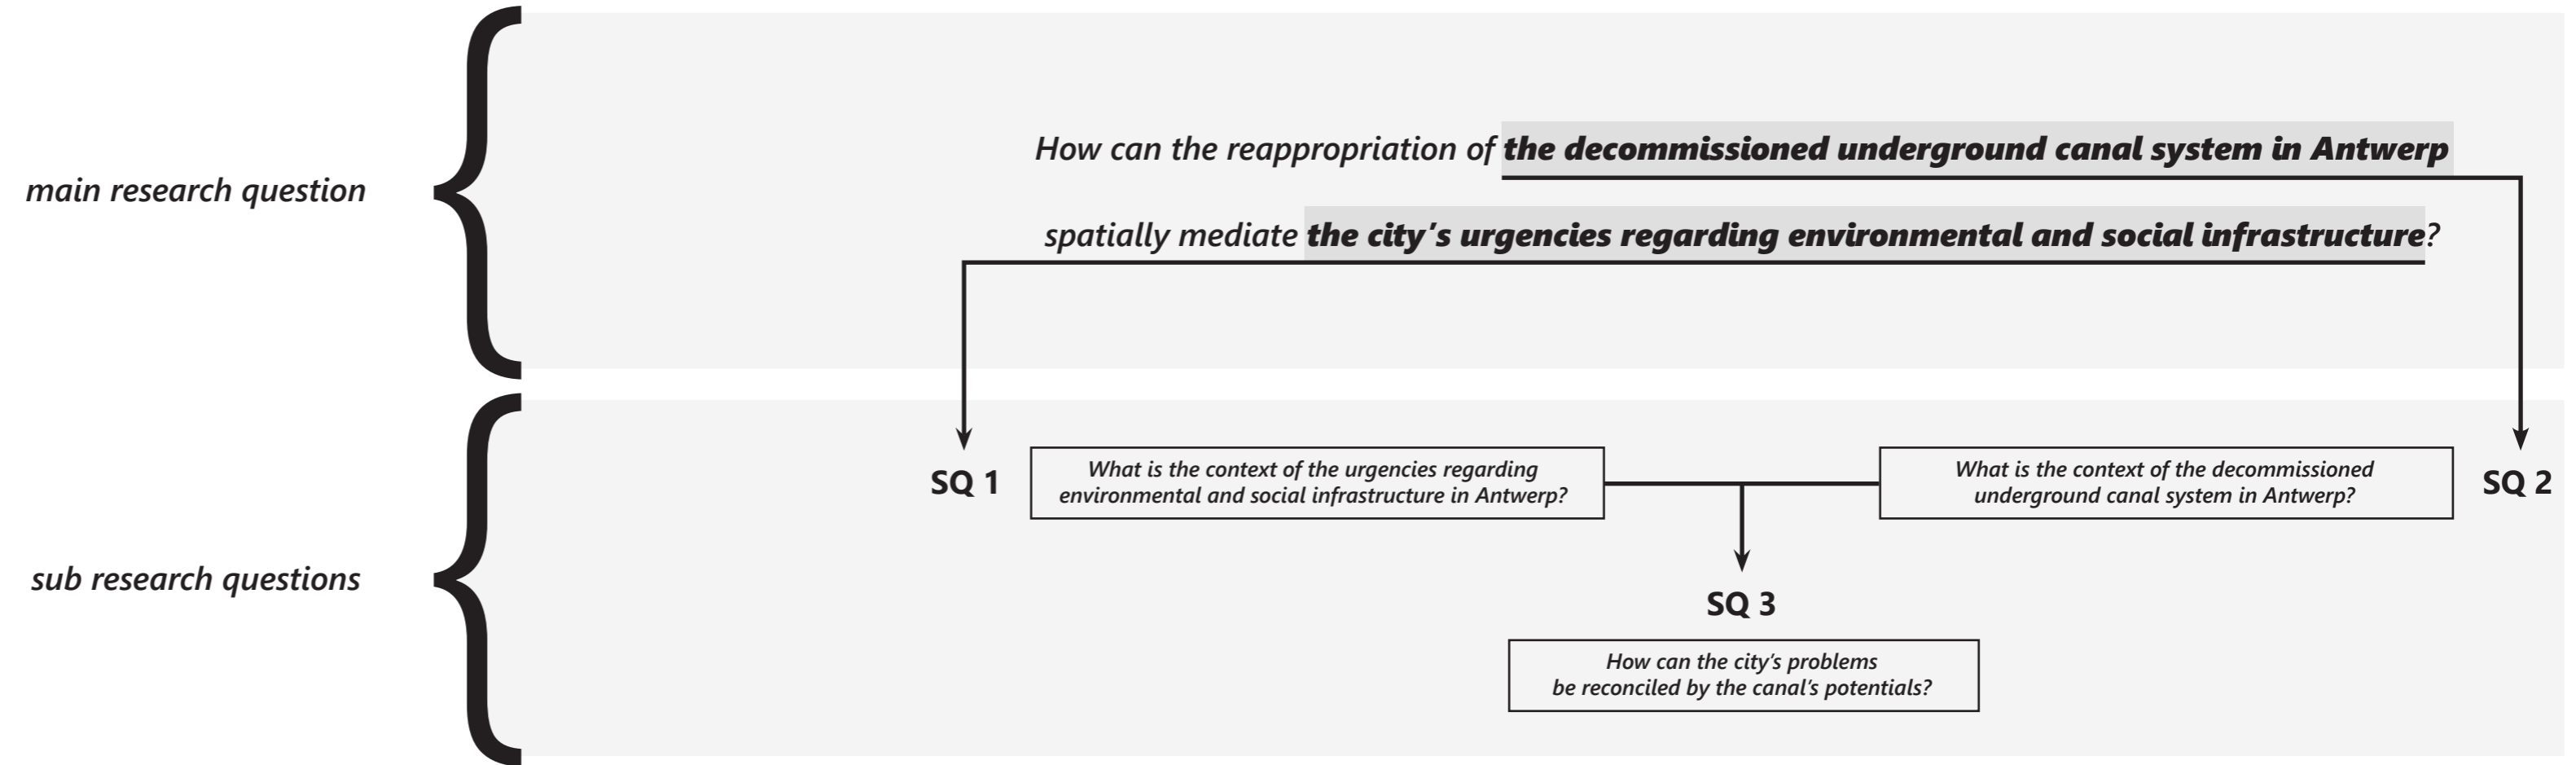 main research question
How can the reappropriation of the decommissioned underground canal system in Antwerp
spatially mediate the city's urgencies regarding environmental and social infrastructure?
sub research questions
SQ 1
What is the context of the urgencies regarding
environmental and social infrastructure in Antwerp?
What is the context of the decommissioned
underground canal system in Antwerp?
SQ 2
SQ 3
How can the city's problems
be reconciled by the canal's potentials?